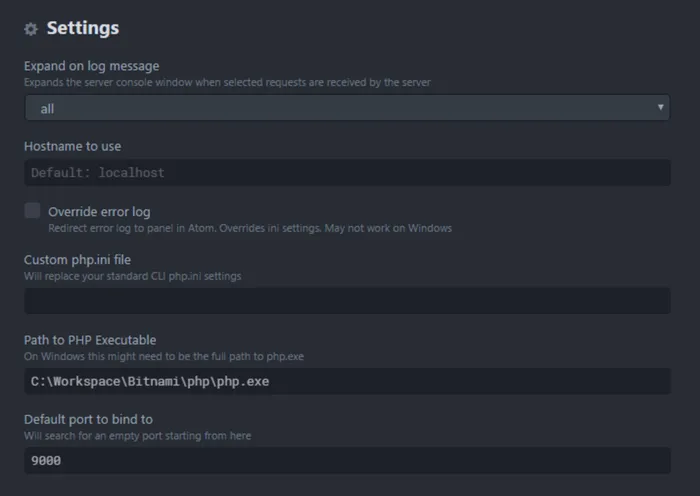 Settings
Expand on log message
Expands the server console window when selected requests are received by the server
all
Hostname to use
Default: localhost
Override error log
Redirect error log to panel in Atom. Overrides ini settings. May not work on Windows
Custom php.ini file
Will replace your standard CLI php.ini settings
Path to PHP Executable
On Windows this might need to be the full path to php.exe
C:\Workspace\Bitnami\php\php.exe
Default port to bind to
Will search for an empty port starting from here
9000